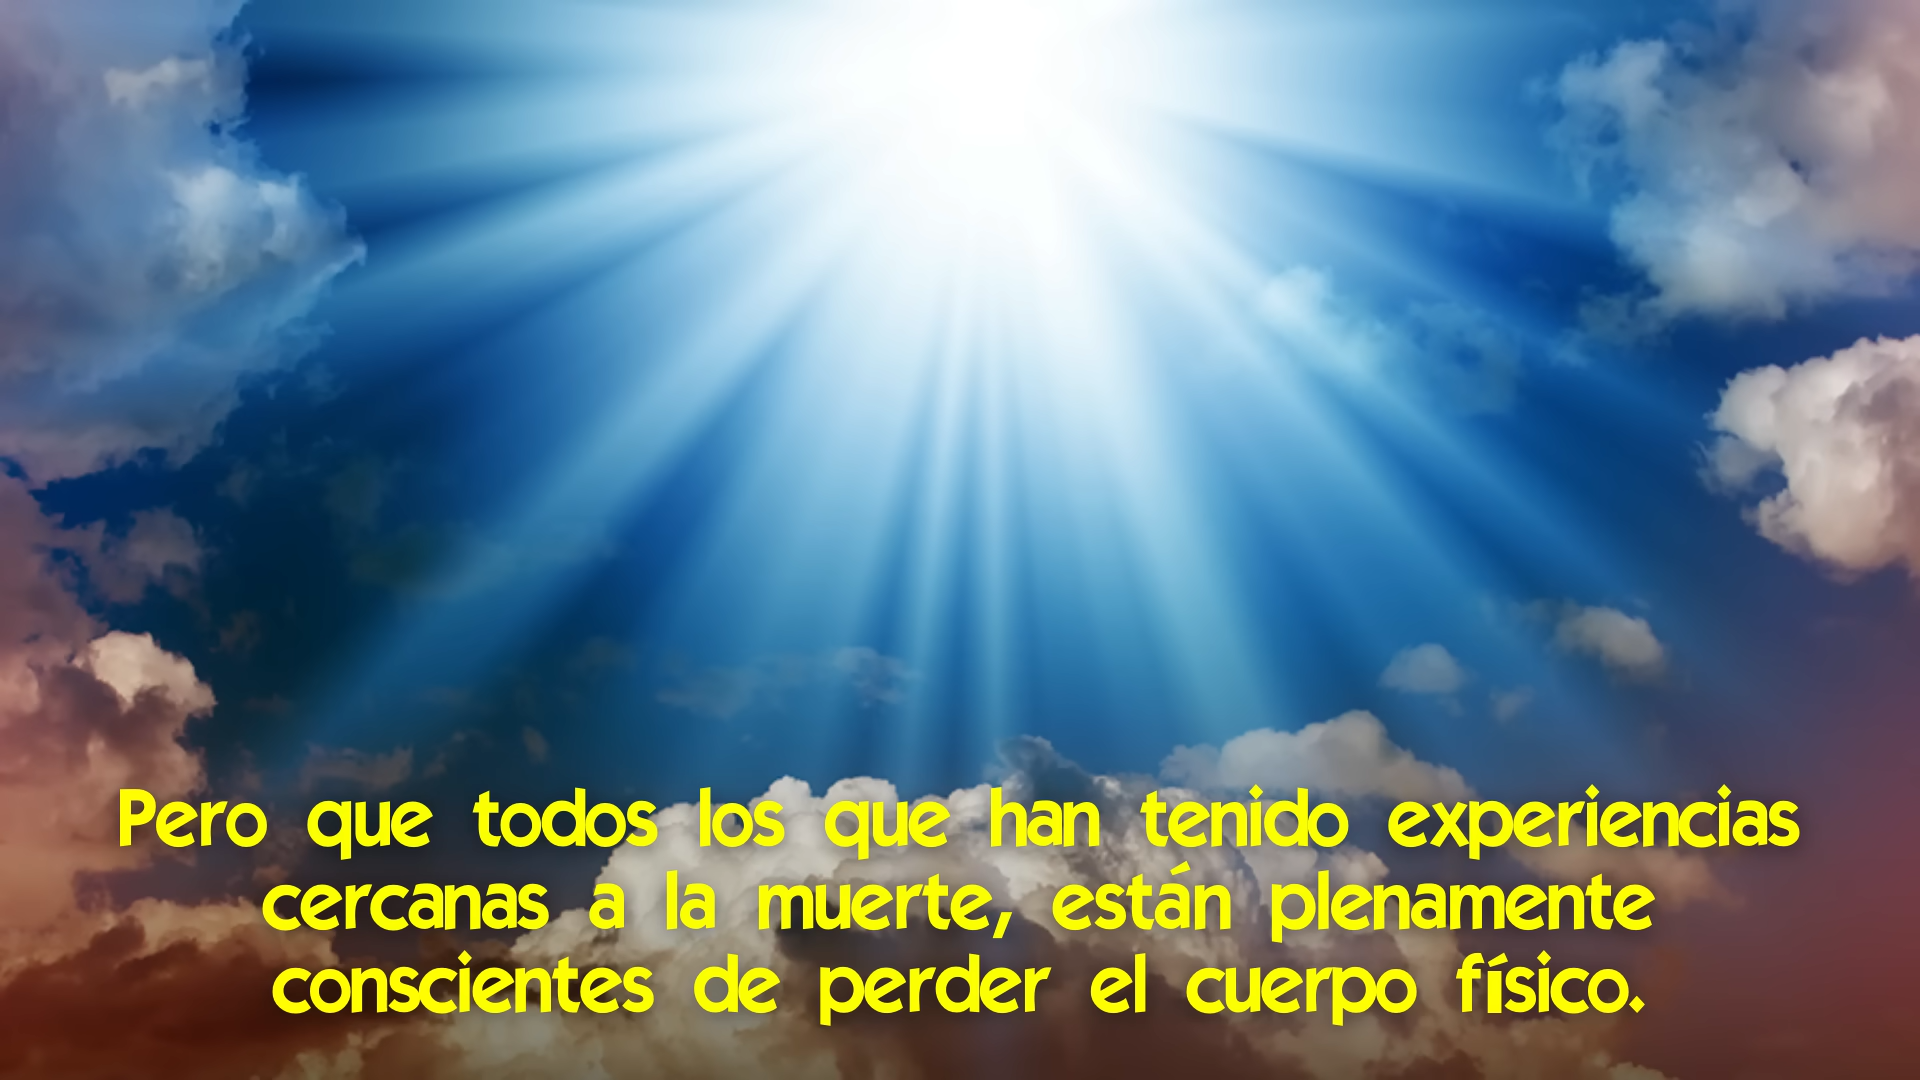 Pero que todos los que han tenido experiencias
cercanas a la muerte, están plenamente
conscientes de perder el cuerpo físico.